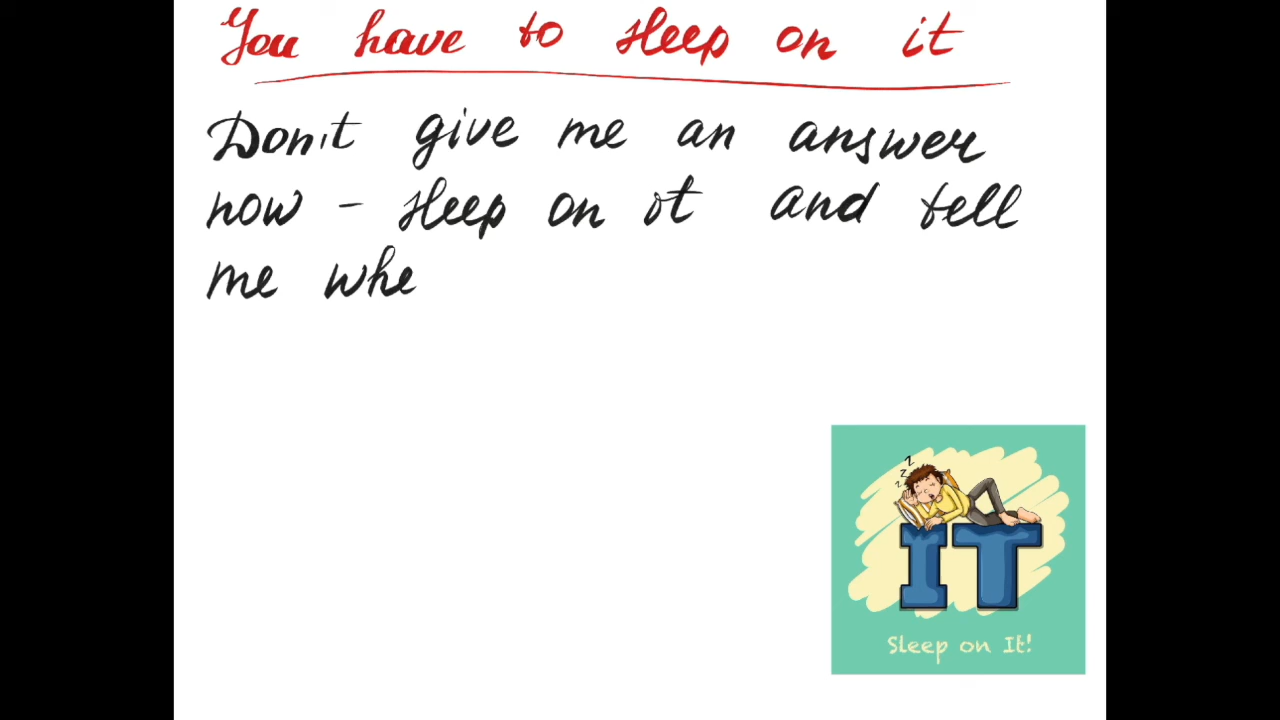 You have to sleep on it
Don't give me an answer
now - sleep on it and tell
me whe
z
z
z
IT
Sleep on It!